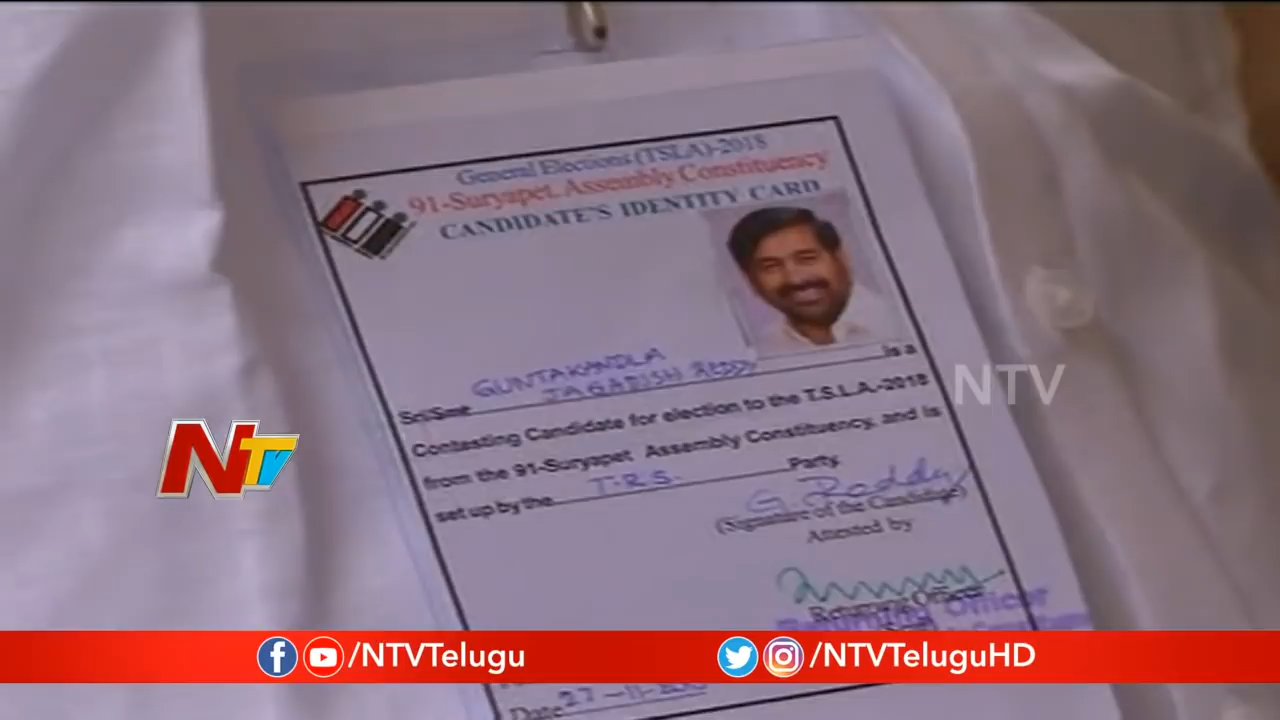 General Elections (TSLA)-2018
91-Suryapet Assembly Constituency
CANDIDATE'S IDENTITY CARD
GUNTAKANDLA
Sri/Smt JAGADISH REDDY is a
Contesting Candidate for election to the T.S.L.A.-2018
from the 91-Suryapet Assembly Constituency, and is
set up by the T.R.S. Party.
G. Reddy
(Signature of the Candidate)
Attested by
Returning Officer
NTV
NTV
/NTVTelugu
/NTVTeluguHD
Date